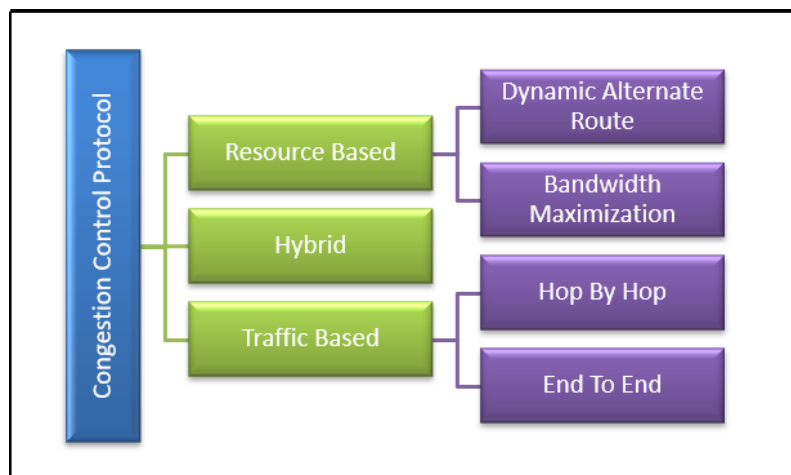 Congestion Control Protocol
Resource Based
Hybrid
Traffic Based
Dynamic Alternate
Route
Bandwidth
Maximization
Hop By Hop
End To End